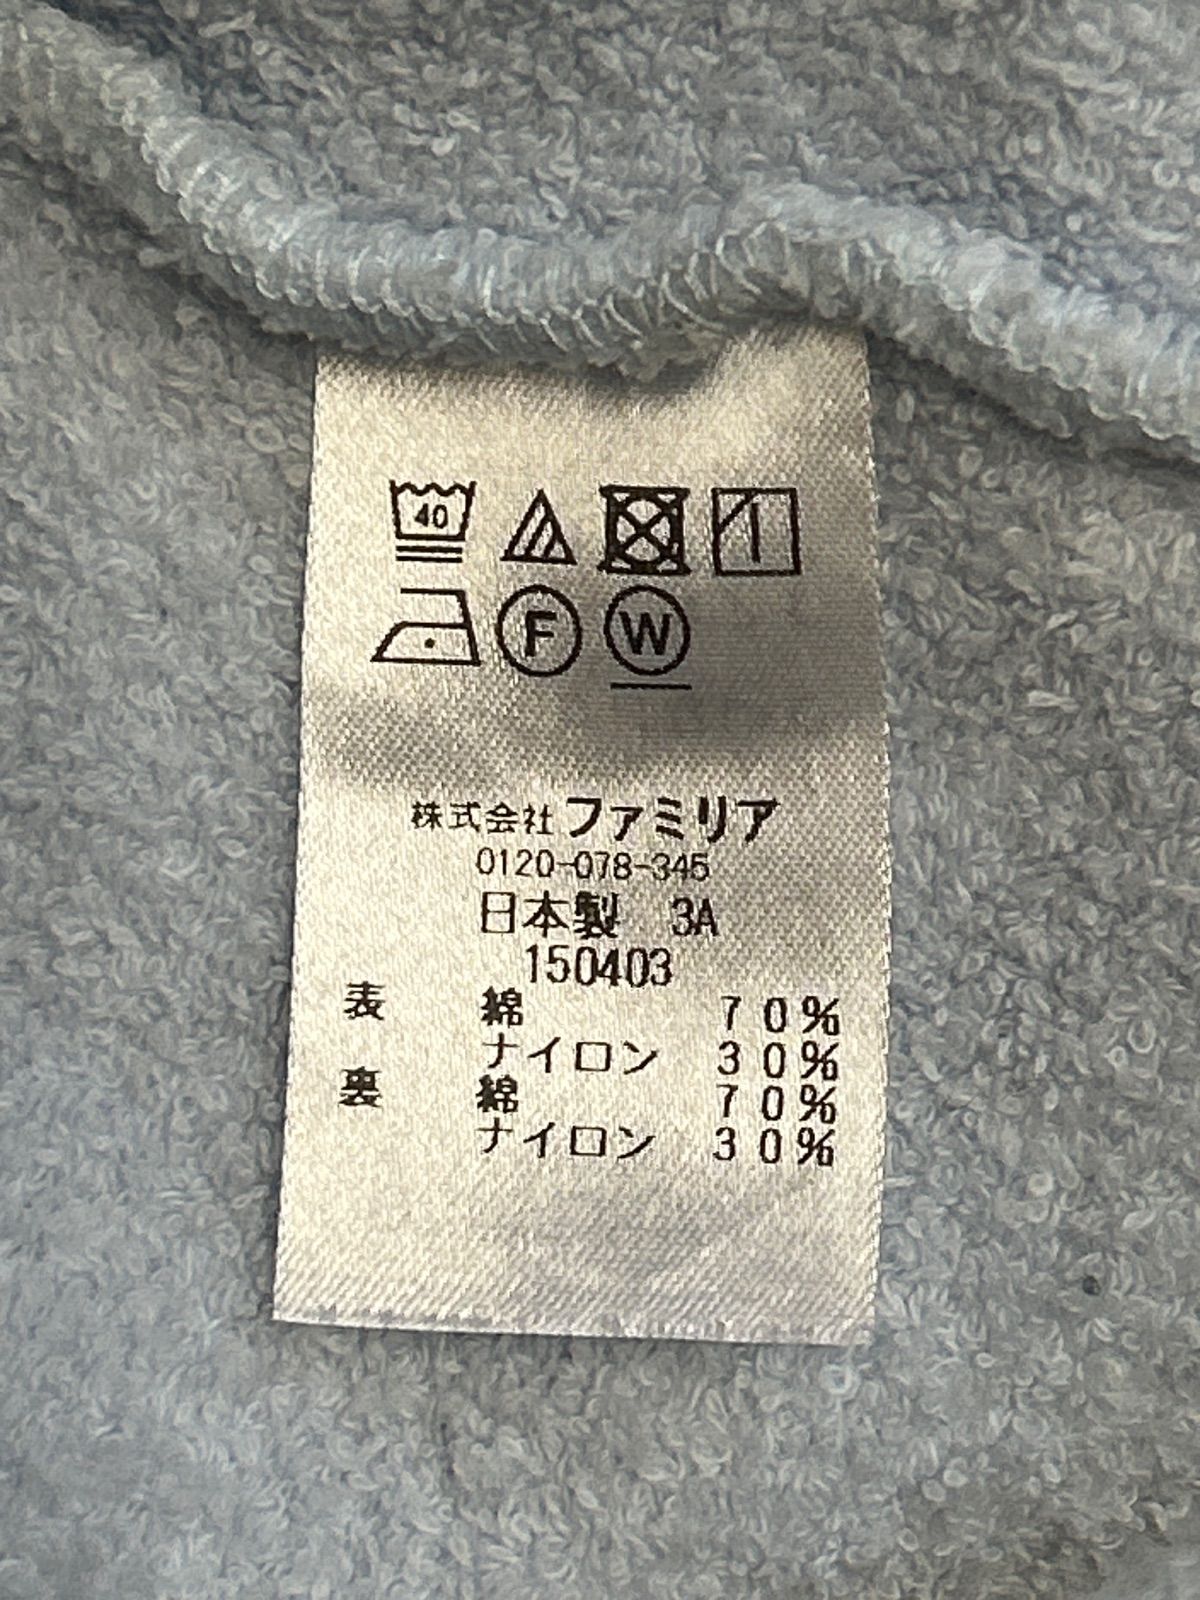 40
F W
株式会社 ファミリア
0120-078-345
日本製 3A
150403
表 綿 70%
ナイロン 30%
裏 綿 70%
ナイロン 30%